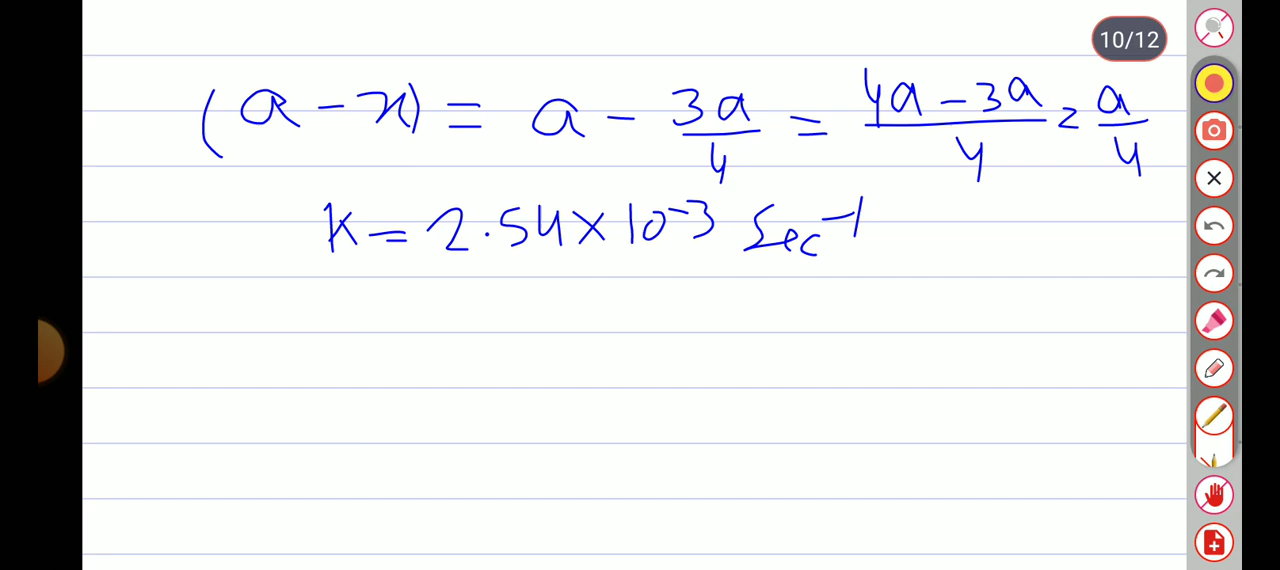 10/12
(a - x) = a - 3a/4 = 4a - 3a/4 = a/4
K = 2.54 × 10⁻³ Sec⁻¹